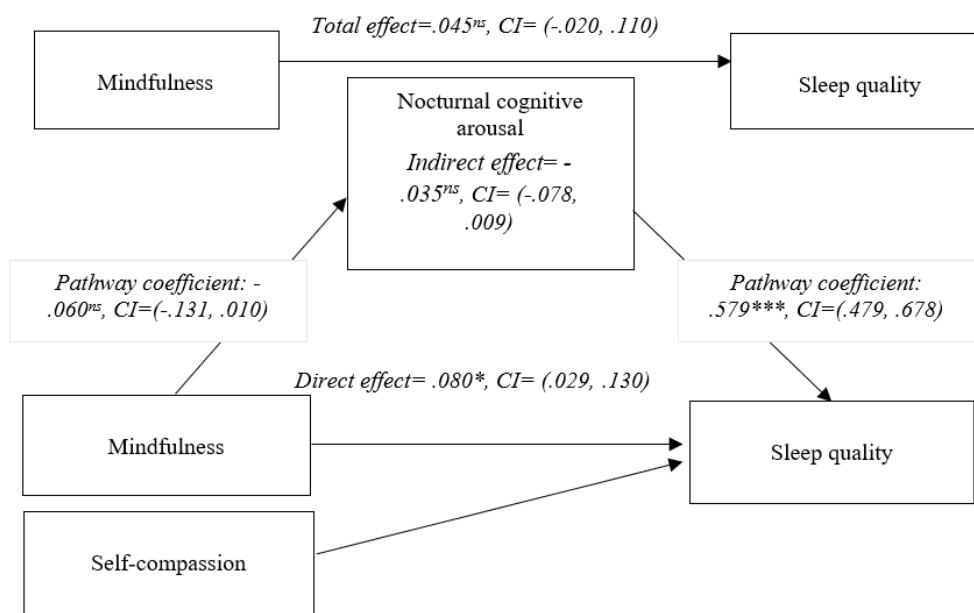 Total effect=.045ns, CI= (-.020, .110)
Mindfulness
Sleep quality
Nocturnal cognitive
arousal
Indirect effect= -
.035ns, CI= (-.078,
.009)
Pathway coefficient: -
.060ns, CI=(-.131, .010)
Pathway coefficient:
.579***, CI=(.479, .678)
Direct effect= .080*, CI= (.029, .130)
Mindfulness
Sleep quality
Self-compassion